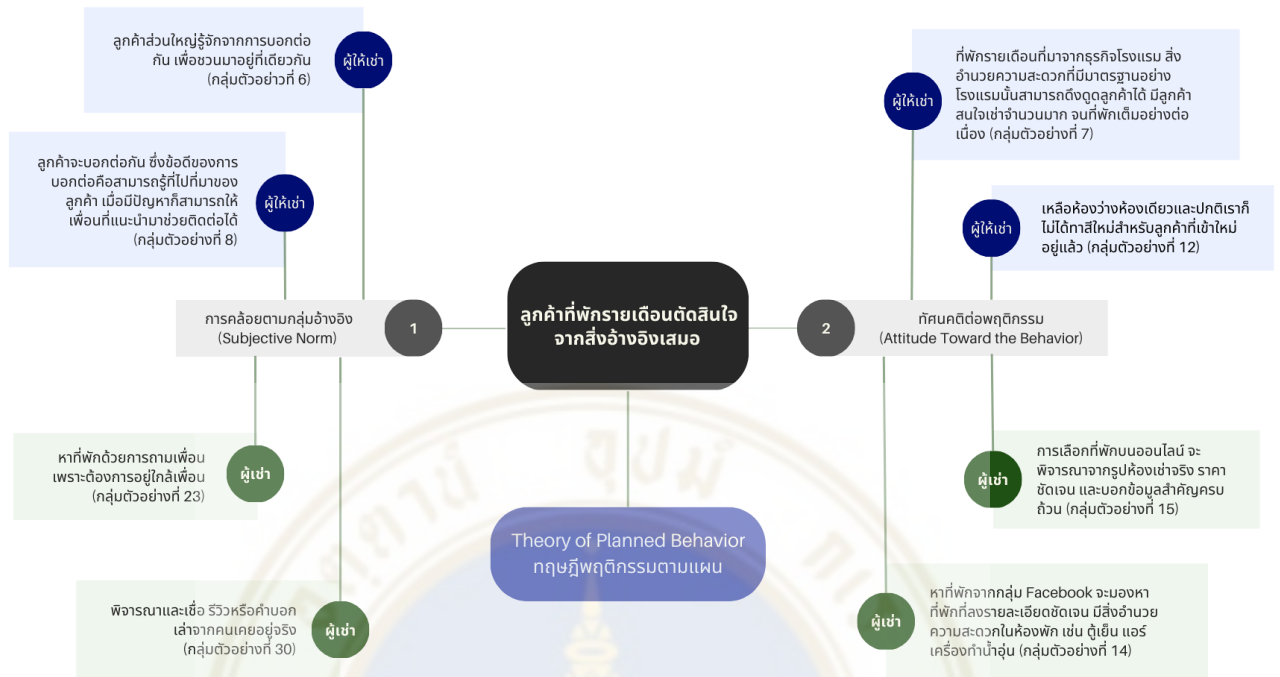 ลูกค้าส่วนใหญ่รู้จักจากการบอกต่อ
กัน เพื่อชวนมาอยู่ที่เดียวกัน
(กลุ่มตัวอย่าวที่ 6)
ผู้ให้เช่า
ลูกค้าจะบอกต่อกัน ซึ่งข้อดีของการ
บอกต่อคือสามารถรู้ที่ไปที่มาของ
ลูกค้า เมื่อมีปัญหาก็สามารถให้
เพื่อนที่แนะนำมาช่วยติดต่อได้
(กลุ่มตัวอย่างที่ 8)
ผู้ให้เช่า
ที่พักรายเดือนที่มาจากธุรกิจโรงแรม สิ่ง
อำนวยความสะดวกที่มีมาตรฐานอย่าง
โรงแรมนั้นสามารถดึงดูดลูกค้าได้ มีลูกค้า
สนใจเช่าจำนวนมาก จนที่พักเต็มอย่างต่อ
เนื่อง (กลุ่มตัวอย่างที่ 7)
ผู้ให้เช่า
เหลือห้องว่างห้องเดียวและปกติเราก็
ไม่ได้ทาสีใหม่สำหรับลูกค้าที่เข้าใหม่
อยู่แล้ว (กลุ่มตัวอย่างที่ 12)
ผู้ให้เช่า
การคล้อยตามกลุ่มอ้างอิง
(Subjective Norm)
1
ลูกค้าที่พักรายเดือนตัดสินใจ
จากสิ่งอ้างอิงเสมอ
2
ทัศนคติต่อพฤติกรรม
(Attitude Toward the Behavior)
หาที่พักด้วยการถามเพื่อน
เพราะต้องการอยู่ใกล้เพื่อน
(กลุ่มตัวอย่างที่ 23)
ผู้เช่า
พิจารณาและเชื่อ รีวิวหรือคำบอก
เล่าจากคนเคยอยู่จริง
(กลุ่มตัวอย่างที่ 30)
ผู้เช่า
Theory of Planned Behavior
ทฤษฎีพฤติกรรมตามแผน
ผู้เช่า
การเลือกที่พักบนออนไลน์ จะ
พิจารณาจากรูปห้องเช่าจริง ราคา
ชัดเจน และบอกข้อมูลสำคัญครบ
ถ้วน (กลุ่มตัวอย่างที่ 15)
ผู้เช่า
หาที่พักจากกลุ่ม Facebook จะมองหา
ที่พักที่ลงรายละเอียดชัดเจน มีสิ่งอำนวย
ความสะดวกในห้องพัก เช่น ตู้เย็น แอร์
เครื่องทำน้ำอุ่น (กลุ่มตัวอย่างที่ 14)